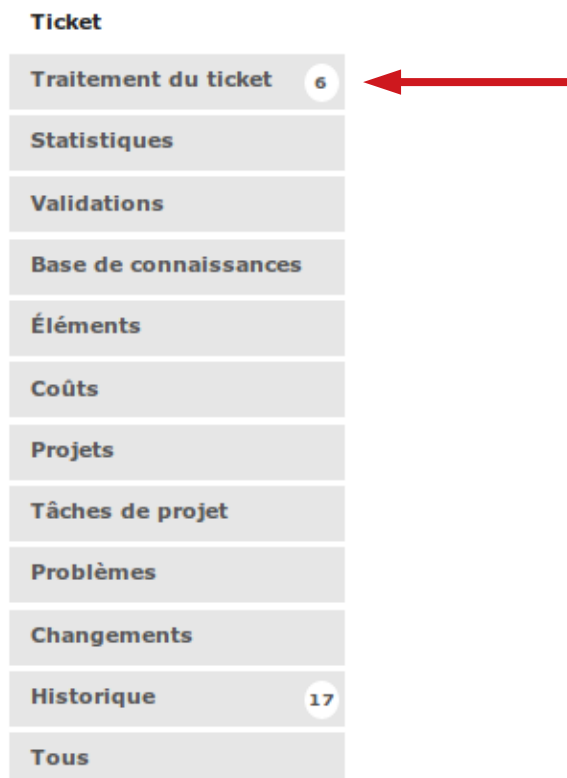 Ticket
Traitement du ticket 6
Statistiques
Validations
Base de connaissances
Éléments
Coûts
Projets
Tâches de projet
Problèmes
Changements
Historique 17
Tous